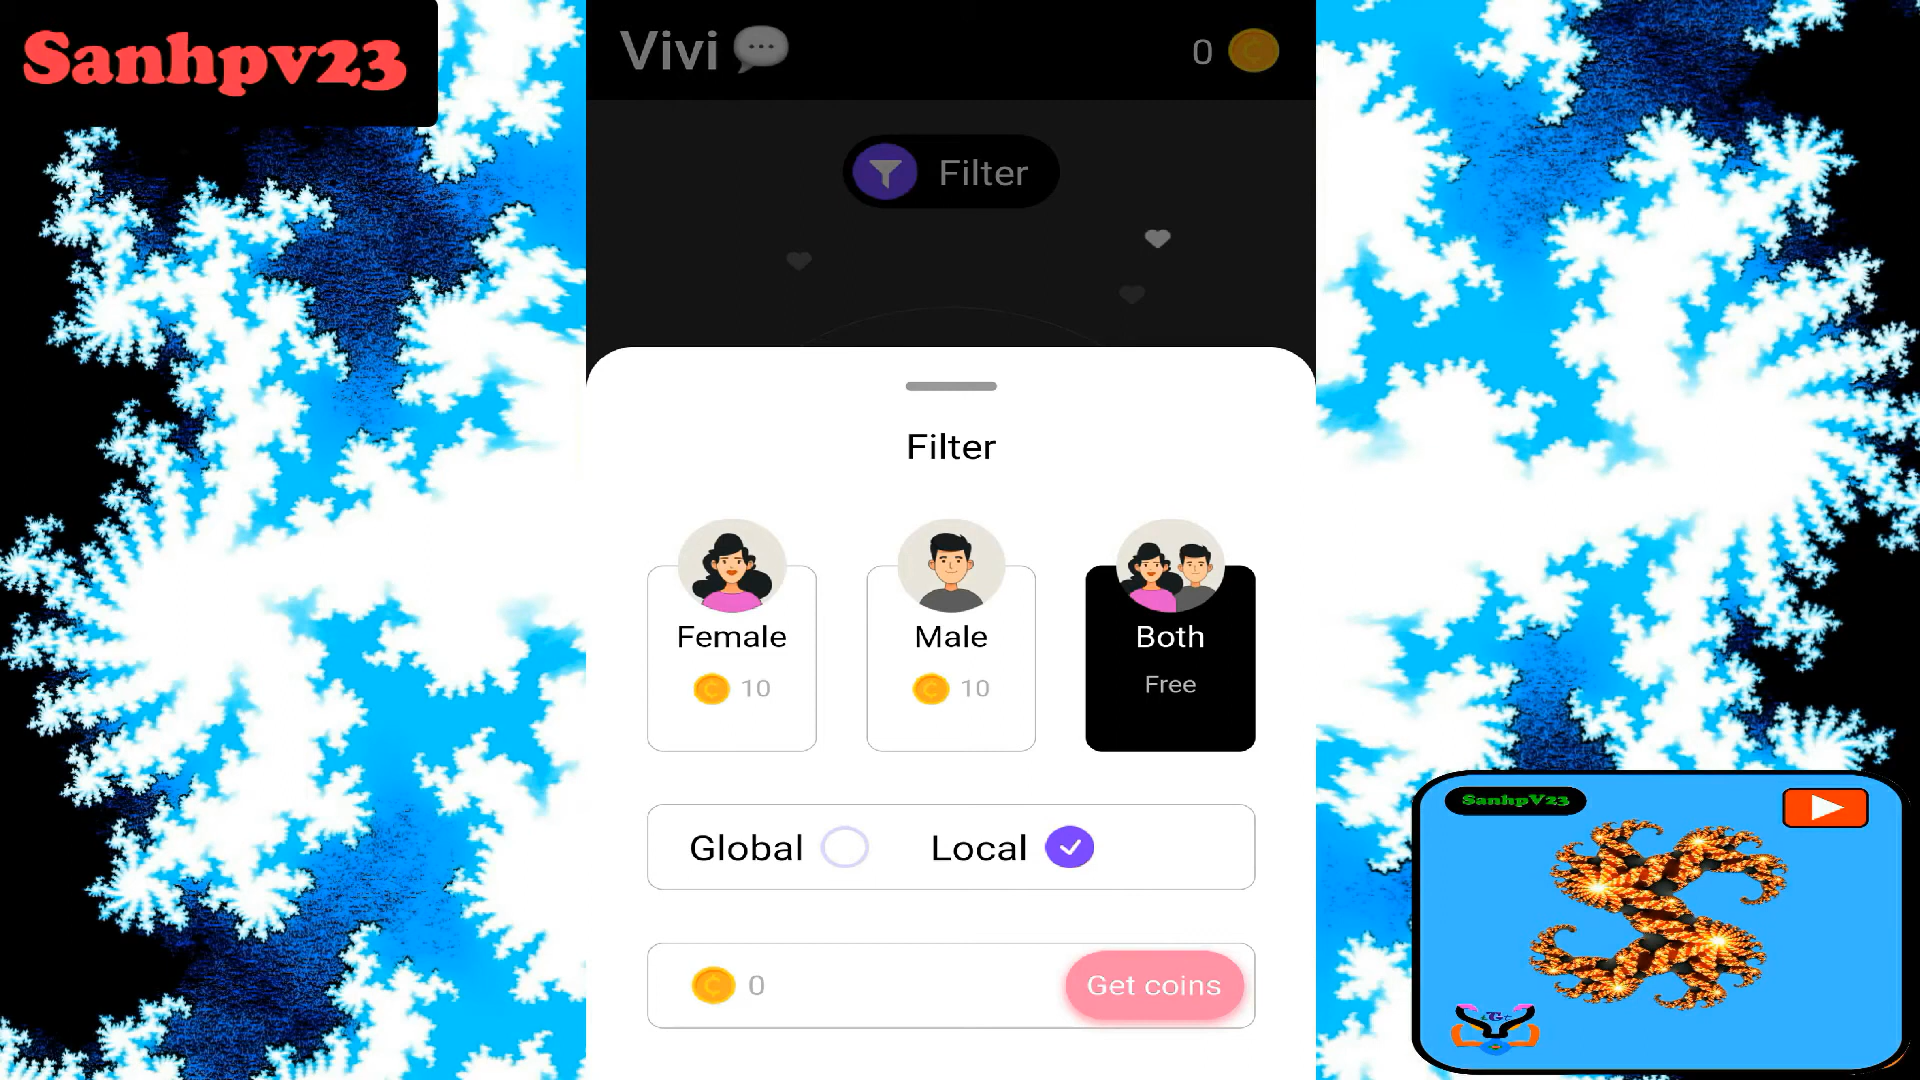 Sanhpv23
Vivi
0
Filter
Filter
Female
Male
Both
10
10
Free
Global
Local
0
Get coins
SanhpV23